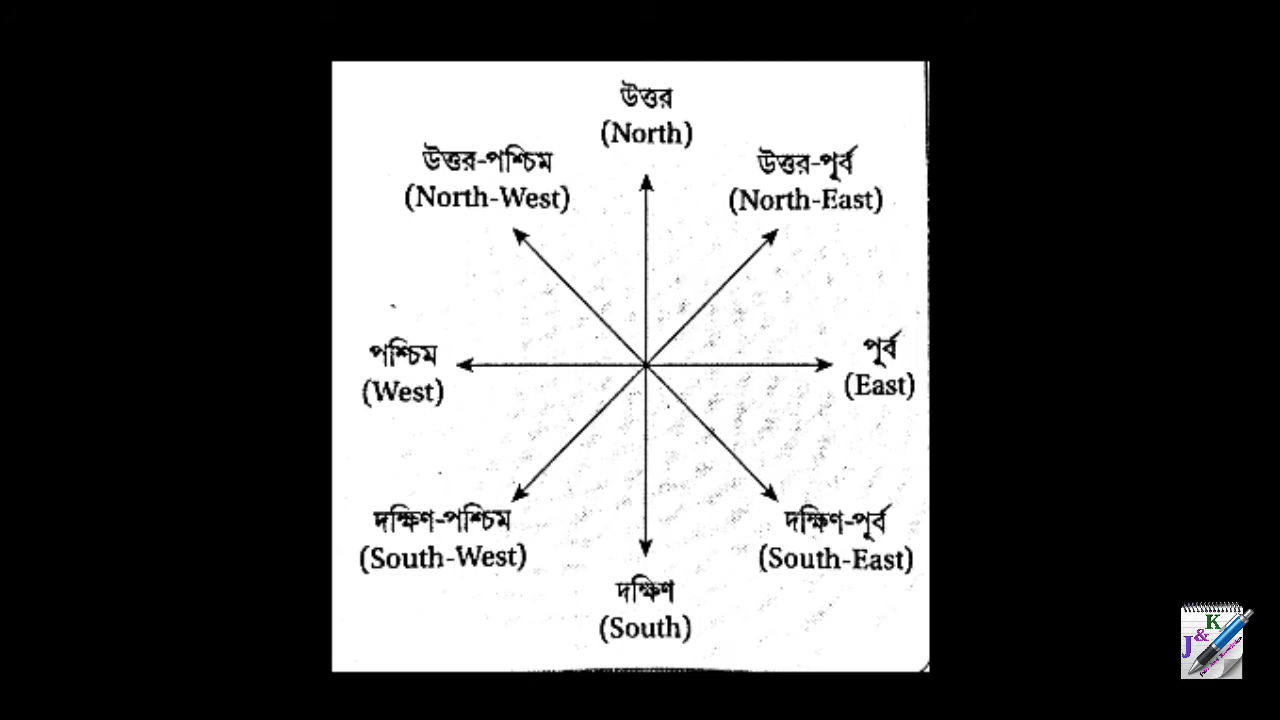 উত্তর
(North)
উত্তর-পশ্চিম
(North-West)
উত্তর-পূর্ব
(North-East)
পশ্চিম
(West)
পূর্ব
(East)
দক্ষিণ-পশ্চিম
(South-West)
দক্ষিণ-পূর্ব
(South-East)
দক্ষিণ
(South)
J&K